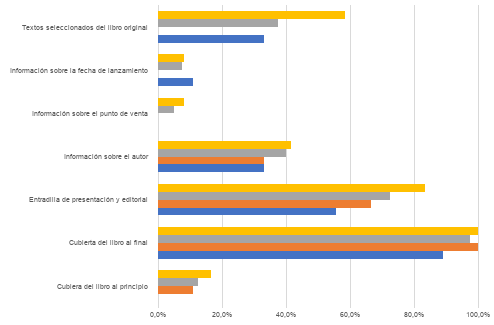 Textos seleccionados del libro original
Información sobre la fecha de lanzamiento
Información sobre el punto de venta
Información sobre el autor
Entradilla de presentación y editorial
Cubierta del libro al final
Cubiera del libro al principio
0,0% 20,0% 40,0% 60,0% 80,0% 100,0%